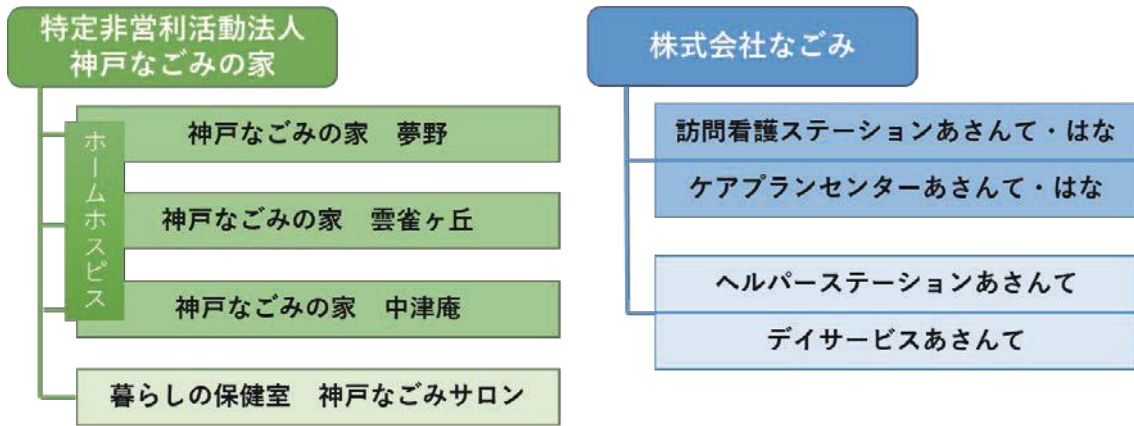 特定非営利活動法人
神戸なごみの家
ホームホスピス
神戸なごみの家　夢野
神戸なごみの家　雲雀ヶ丘
神戸なごみの家　中津庵
暮らしの保健室　神戸なごみサロン
株式会社なごみ
訪問看護ステーションあさんて・はな
ケアプランセンターあさんて・はな
ヘルパーステーションあさんて
デイサービスあさんて